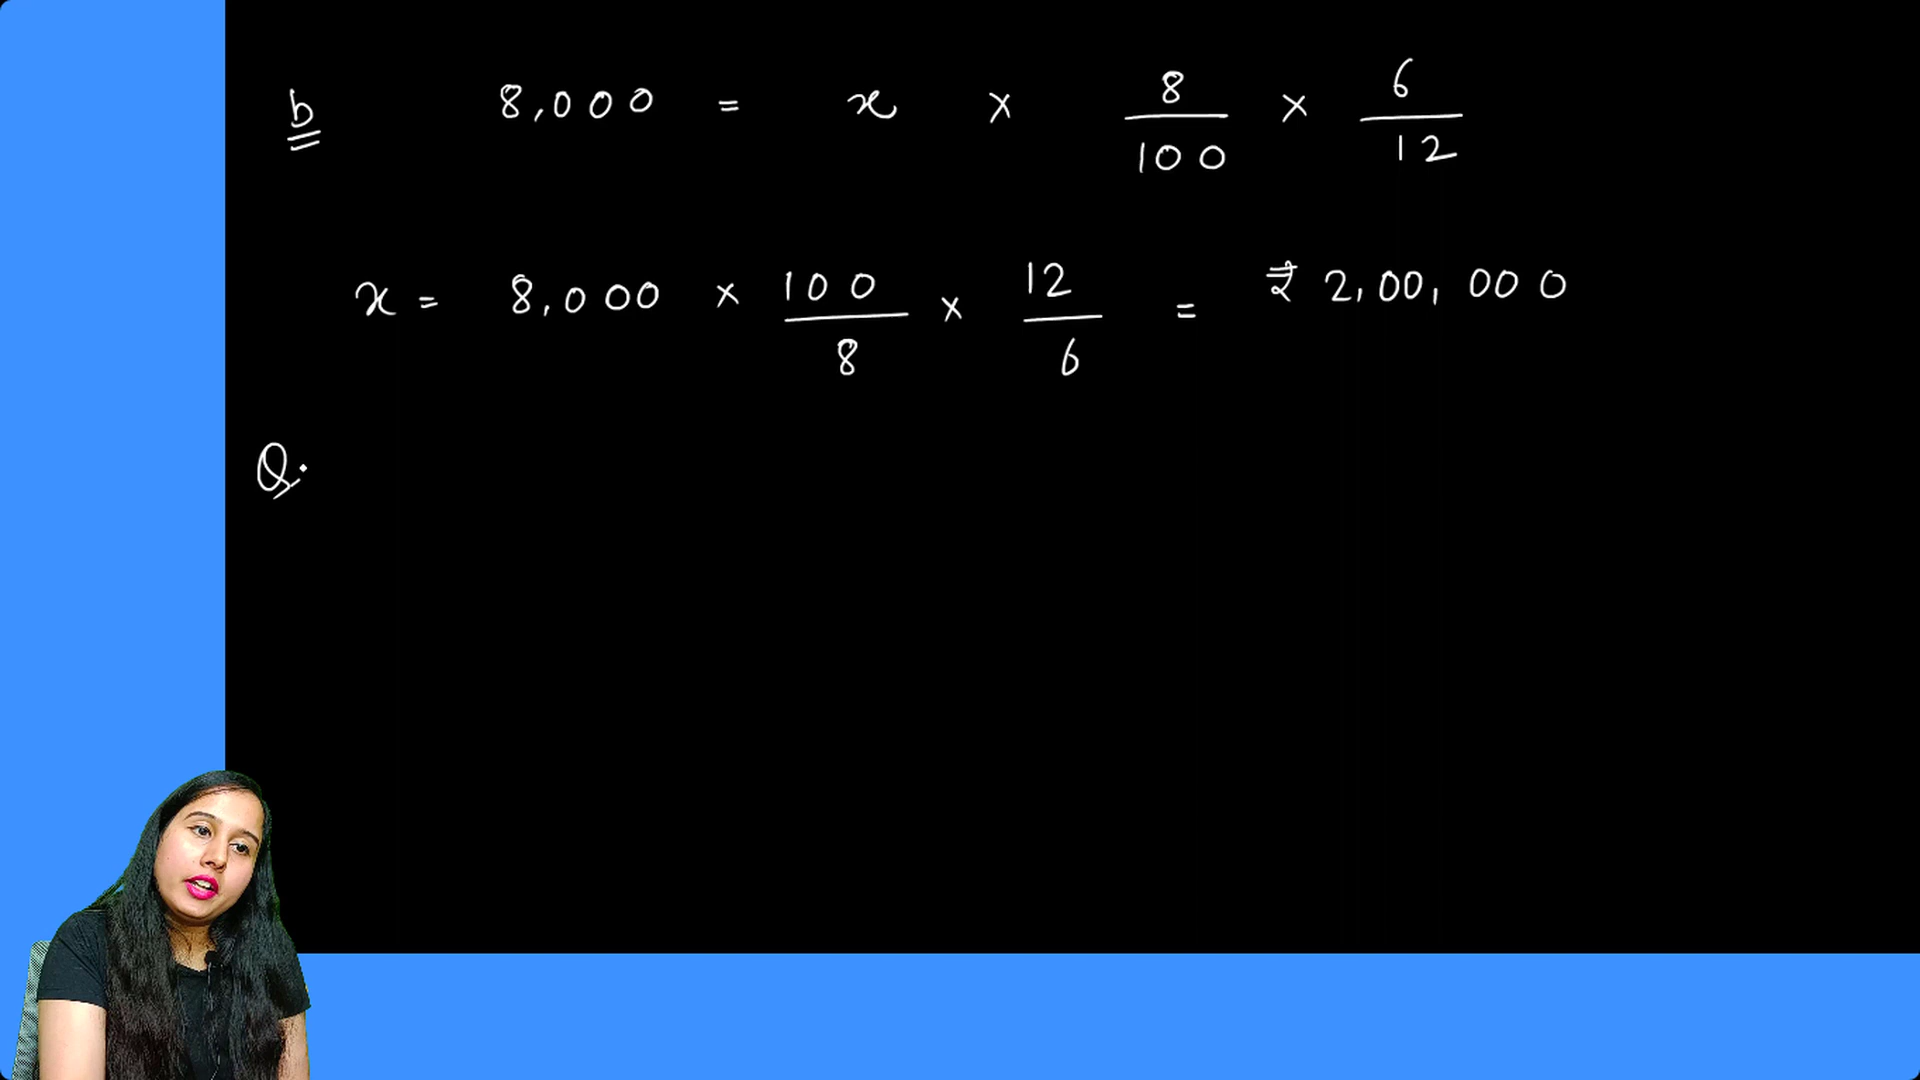 b 8,000 = x × 8/100 × 6/12
x = 8,000 × 100/8 × 12/6 = ₹ 2,00,000
Q.